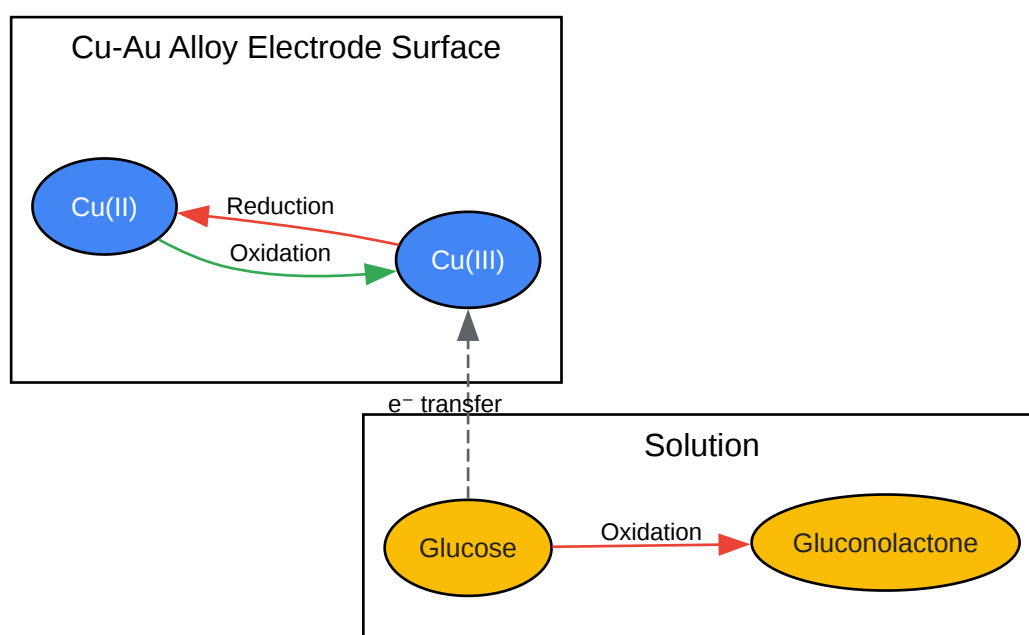 Cu-Au Alloy Electrode Surface
Cu(II)
Reduction
Oxidation
Cu(III)
e⁻ transfer
Solution
Glucose
Oxidation
Gluconolactone